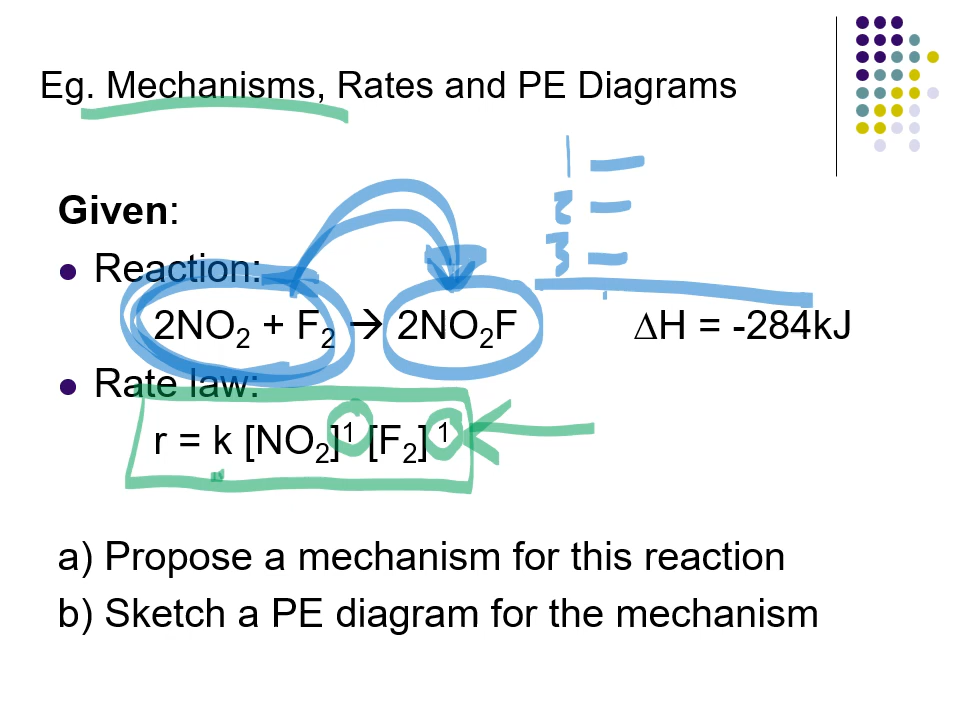 Eg. Mechanisms, Rates and PE Diagrams
Given:
Reaction:
2NO₂ + F₂ → 2NO₂F ΔH = -284kJ
Rate law:
r = k [NO₂]¹ [F₂]¹
a) Propose a mechanism for this reaction
b) Sketch a PE diagram for the mechanism